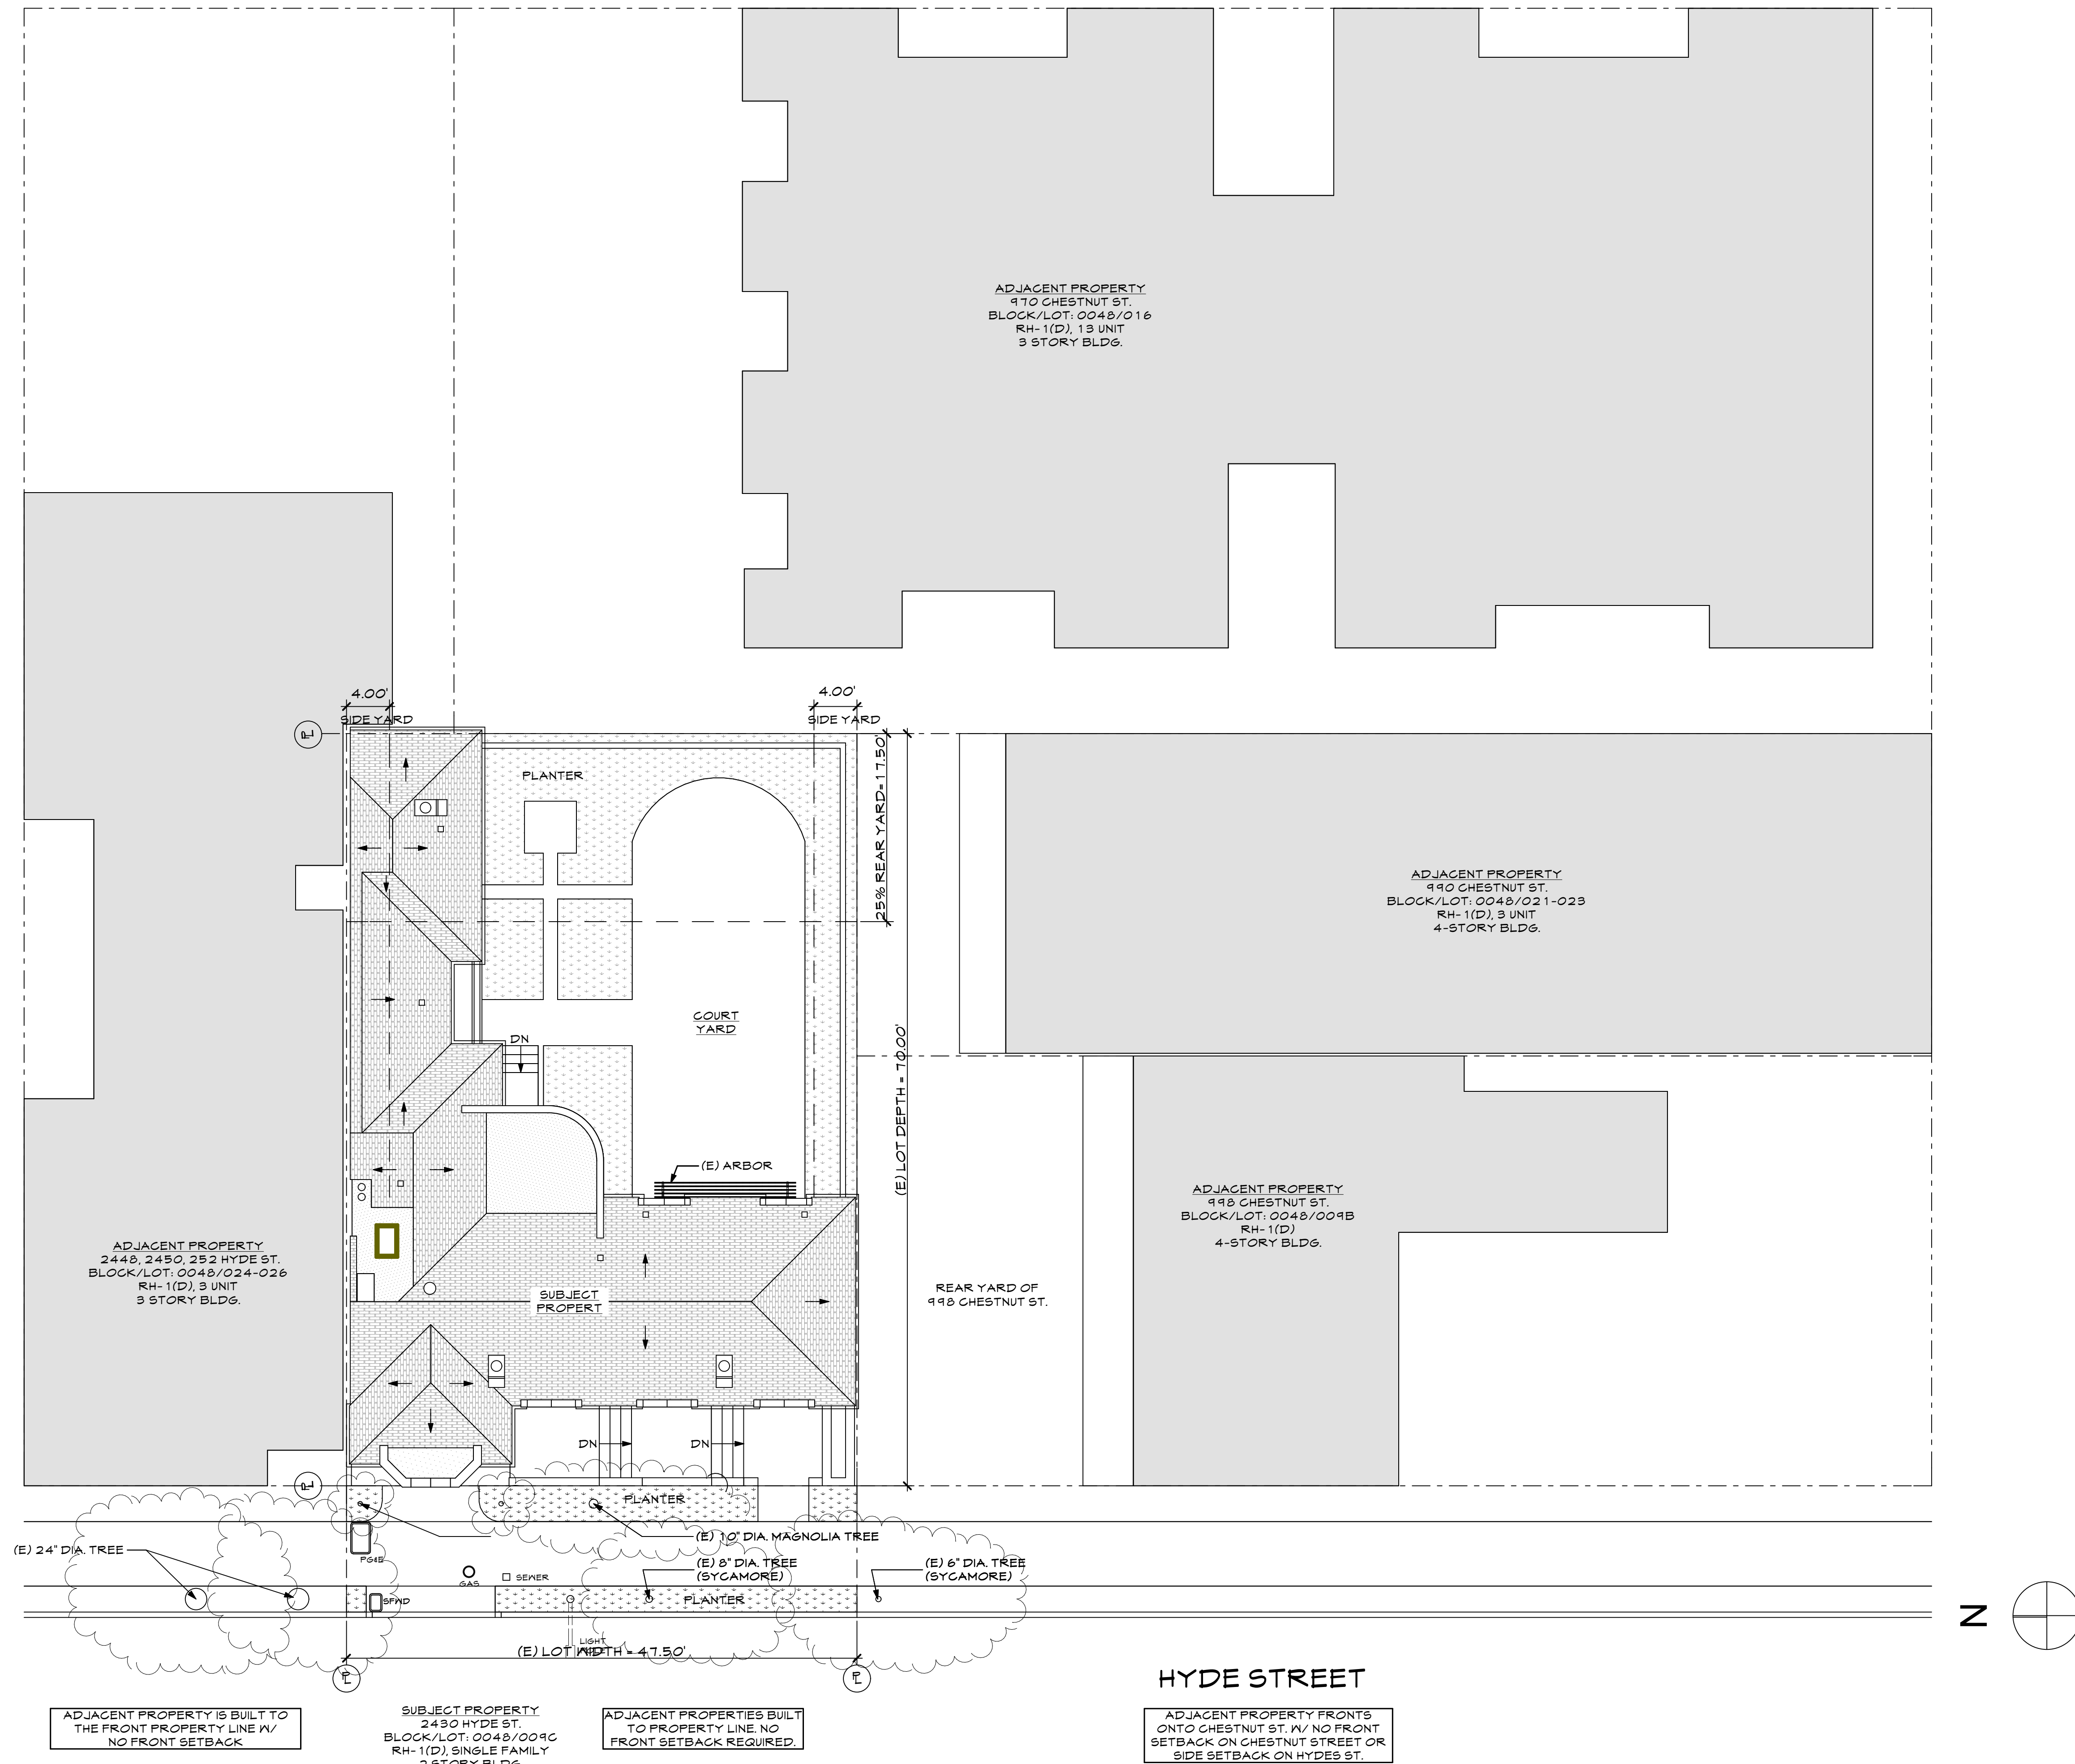 ADJACENT PROPERTY
970 CHESTNUT ST.
BLOCK/LOT: 0048/016
RH-1(D), 13 UNIT
3 STORY BLDG.
4.00'
SIDE YARD
4.00'
SIDE YARD
PL
PLANTER
25% REAR YARD= 17.50'
ADJACENT PROPERTY
990 CHESTNUT ST.
BLOCK/LOT: 0048/021-023
RH-1(D), 3 UNIT
4-STORY BLDG.
COURT
YARD
DN
(E) LOT DEPTH = 70.00'
(E) ARBOR
ADJACENT PROPERTY
998 CHESTNUT ST.
BLOCK/LOT: 0048/009B
RH-1(D)
4-STORY BLDG.
ADJACENT PROPERTY
2448, 2450, 252 HYDE ST.
BLOCK/LOT: 0048/024-026
RH-1(D), 3 UNIT
3 STORY BLDG.
SUBJECT
PROPERT
REAR YARD OF
998 CHESTNUT ST.
DN
DN
PL
PLANTER
(E) 10" DIA. MAGNOLIA TREE
(E) 24" DIA. TREE
PG&E
(E) 8" DIA. TREE
(SYCAMORE)
(E) 6" DIA. TREE
(SYCAMORE)
GAS
SEWER
SFWD
PLANTER
N
LIGHT
(E) LOT WIDTH = 47.50'
PL
PL
HYDE STREET
ADJACENT PROPERTY IS BUILT TO
THE FRONT PROPERTY LINE W/
NO FRONT SETBACK
SUBJECT PROPERTY
2430 HYDE ST.
BLOCK/LOT: 0048/009C
RH-1(D), SINGLE FAMILY
2 STORY BLDG.
ADJACENT PROPERTIES BUILT
TO PROPERTY LINE. NO
FRONT SETBACK REQUIRED.
ADJACENT PROPERTY FRONTS
ONTO CHESTNUT ST. W/ NO FRONT
SETBACK ON CHESTNUT STREET OR
SIDE SETBACK ON HYDES ST.